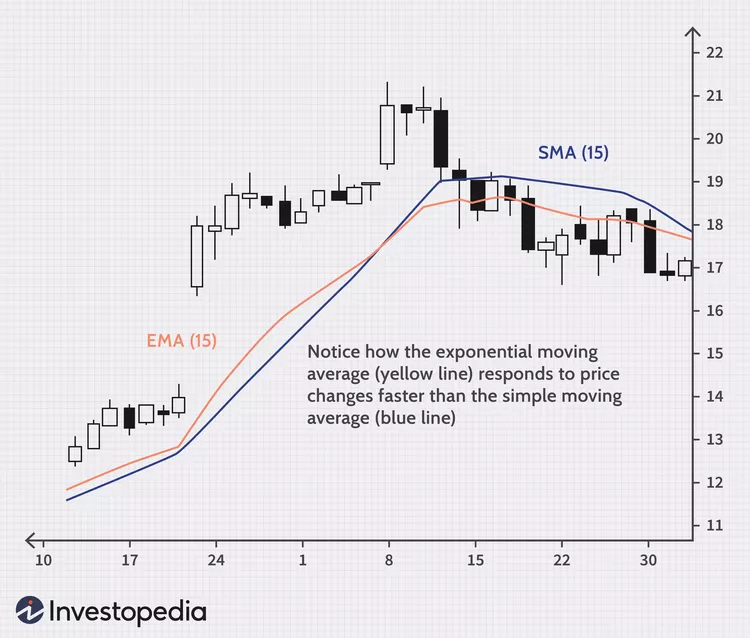 22
21
20
SMA (15)
19
18
17
16
EMA (15)
15
Notice how the exponential moving
average (yellow line) responds to price
changes faster than the simple moving
average (blue line)
14
13
12
11
10 17 24 1 8 15 22 30
Investopedia